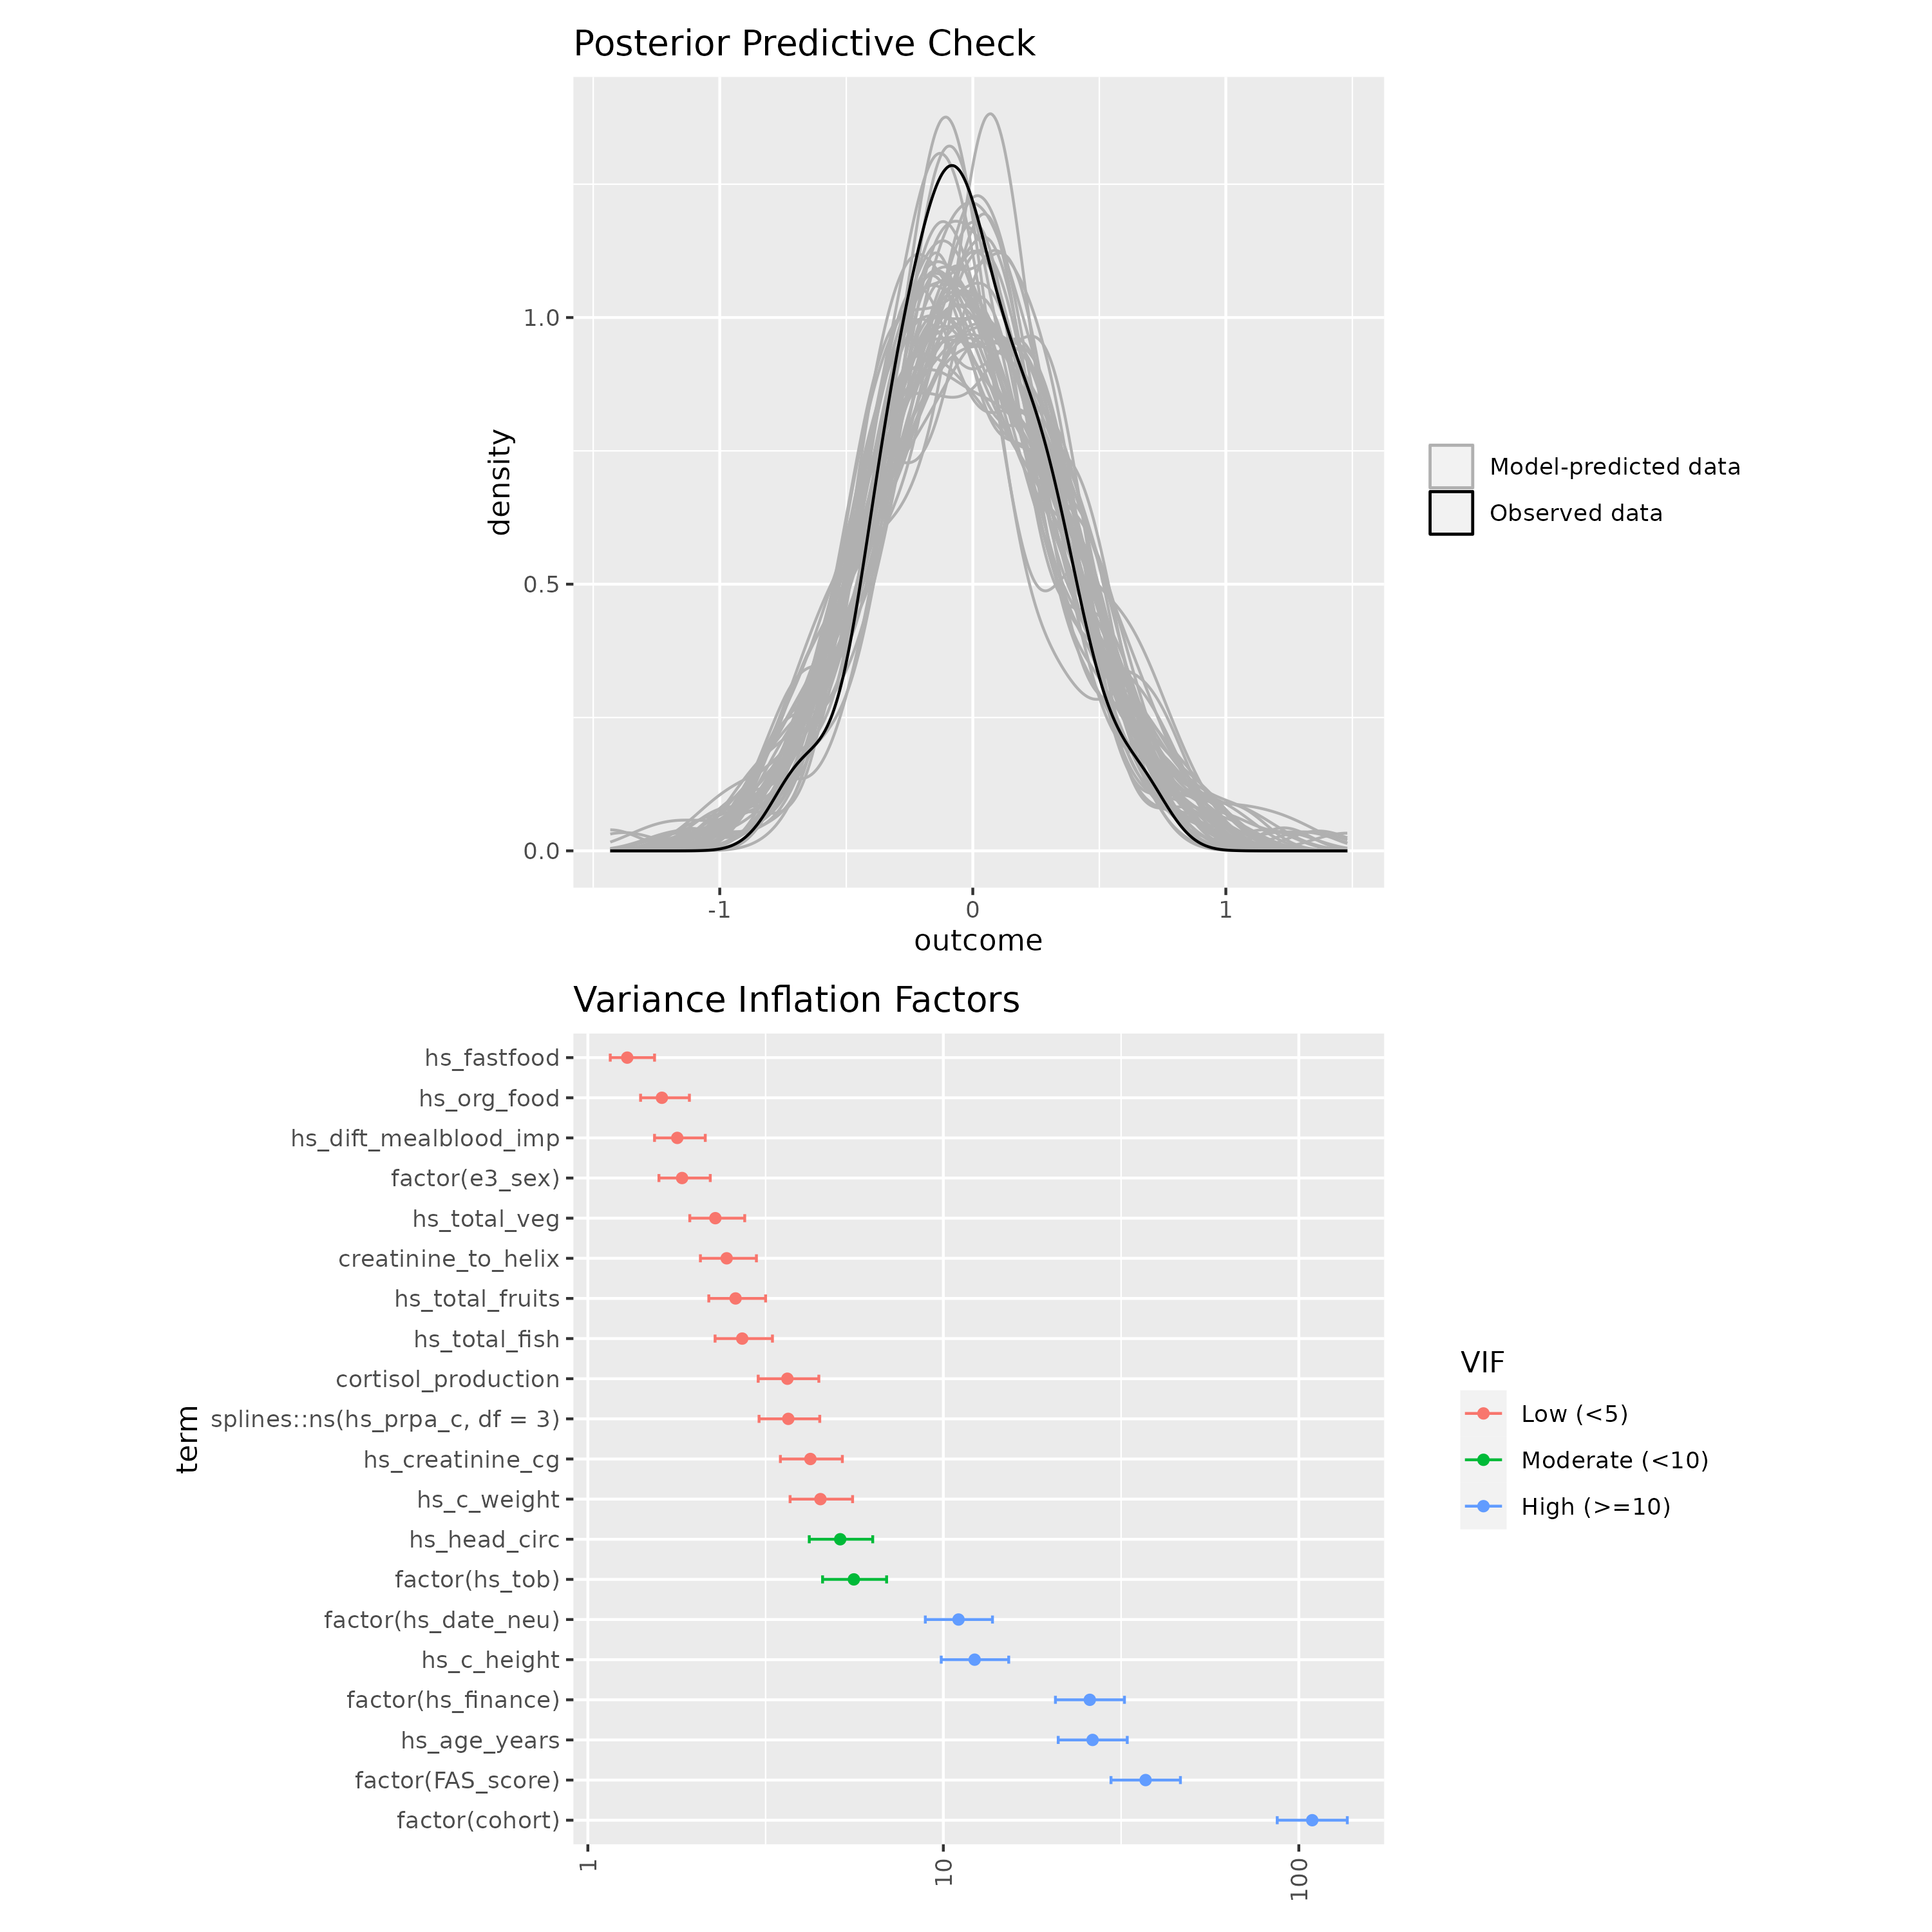 Posterior Predictive Check
density
1.0
0.5
0.0
-1
0
1
outcome
Model-predicted data
Observed data
Variance Inflation Factors
term
hs_fastfood
hs_org_food
hs_dift_mealblood_imp
factor(e3_sex)
hs_total_veg
creatinine_to_helix
hs_total_fruits
hs_total_fish
cortisol_production
splines::ns(hs_prpa_c, df = 3)
hs_creatinine_cg
hs_c_weight
hs_head_circ
factor(hs_tob)
factor(hs_date_neu)
hs_c_height
factor(hs_finance)
hs_age_years
factor(FAS_score)
factor(cohort)
1
10
100
VIF
Low (<5)
Moderate (<10)
High (>=10)